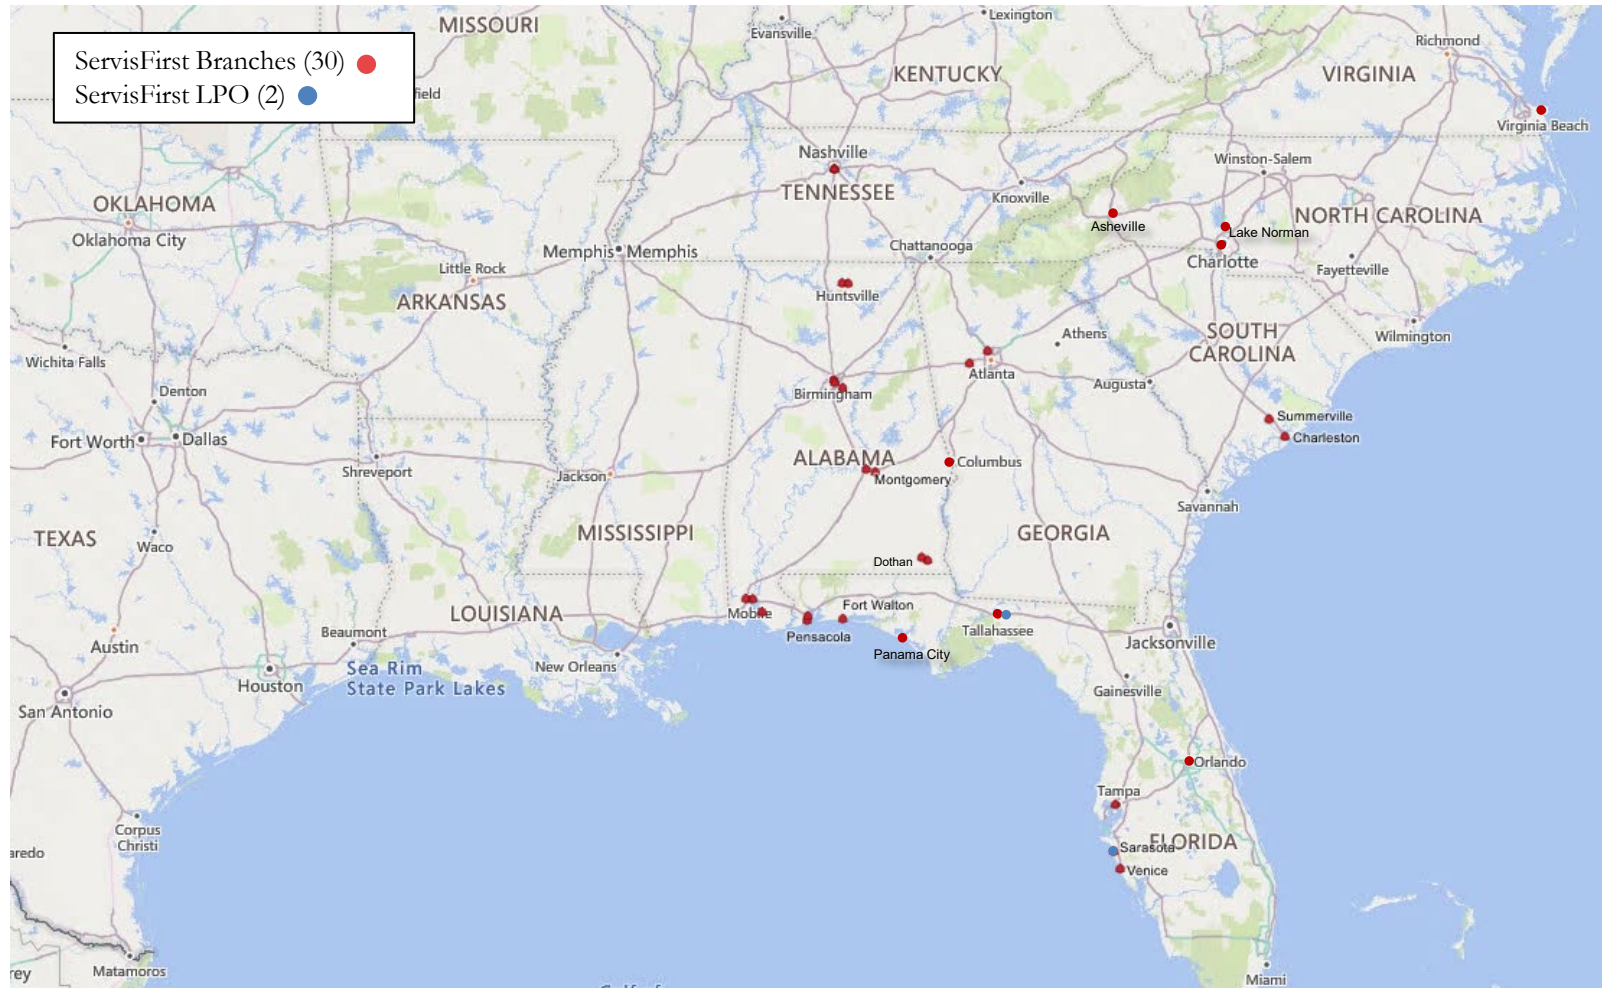 ServisFirst Branches (30)
ServisFirst LPO (2)
MISSOURI
Evansville
Lexington
KENTUCKY
Richmond
VIRGINIA
Virginia Beach
field
Nashville
TENNESSEE
Knoxville
Winston-Salem
NORTH CAROLINA
Asheville
Lake Norman
Charlotte
Fayetteville
OKLAHOMA
Oklahoma City
Memphis
Memphis
Chattanooga
Little Rock
ARKANSAS
Huntsville
Athens
SOUTH
CAROLINA
Wilmington
Wichita Falls
Denton
Birmingham
Atlanta
Augusta
Summerville
Charleston
Fort Worth
Dallas
Shreveport
Jackson
ALABAMA
Montgomery
Columbus
Savannah
TEXAS
Waco
MISSISSIPPI
GEORGIA
Dothan
LOUISIANA
Mobile
Pensacola
Fort Walton
Panama City
Tallahassee
Jacksonville
Austin
Beaumont
Houston
Sea Rim
State Park Lakes
New Orleans
Gainesville
San Antonio
Orlando
Tampa
FLORIDA
Sarasota
Venice
Corpus
Christi
aredo
rey
Matamoros
Miami